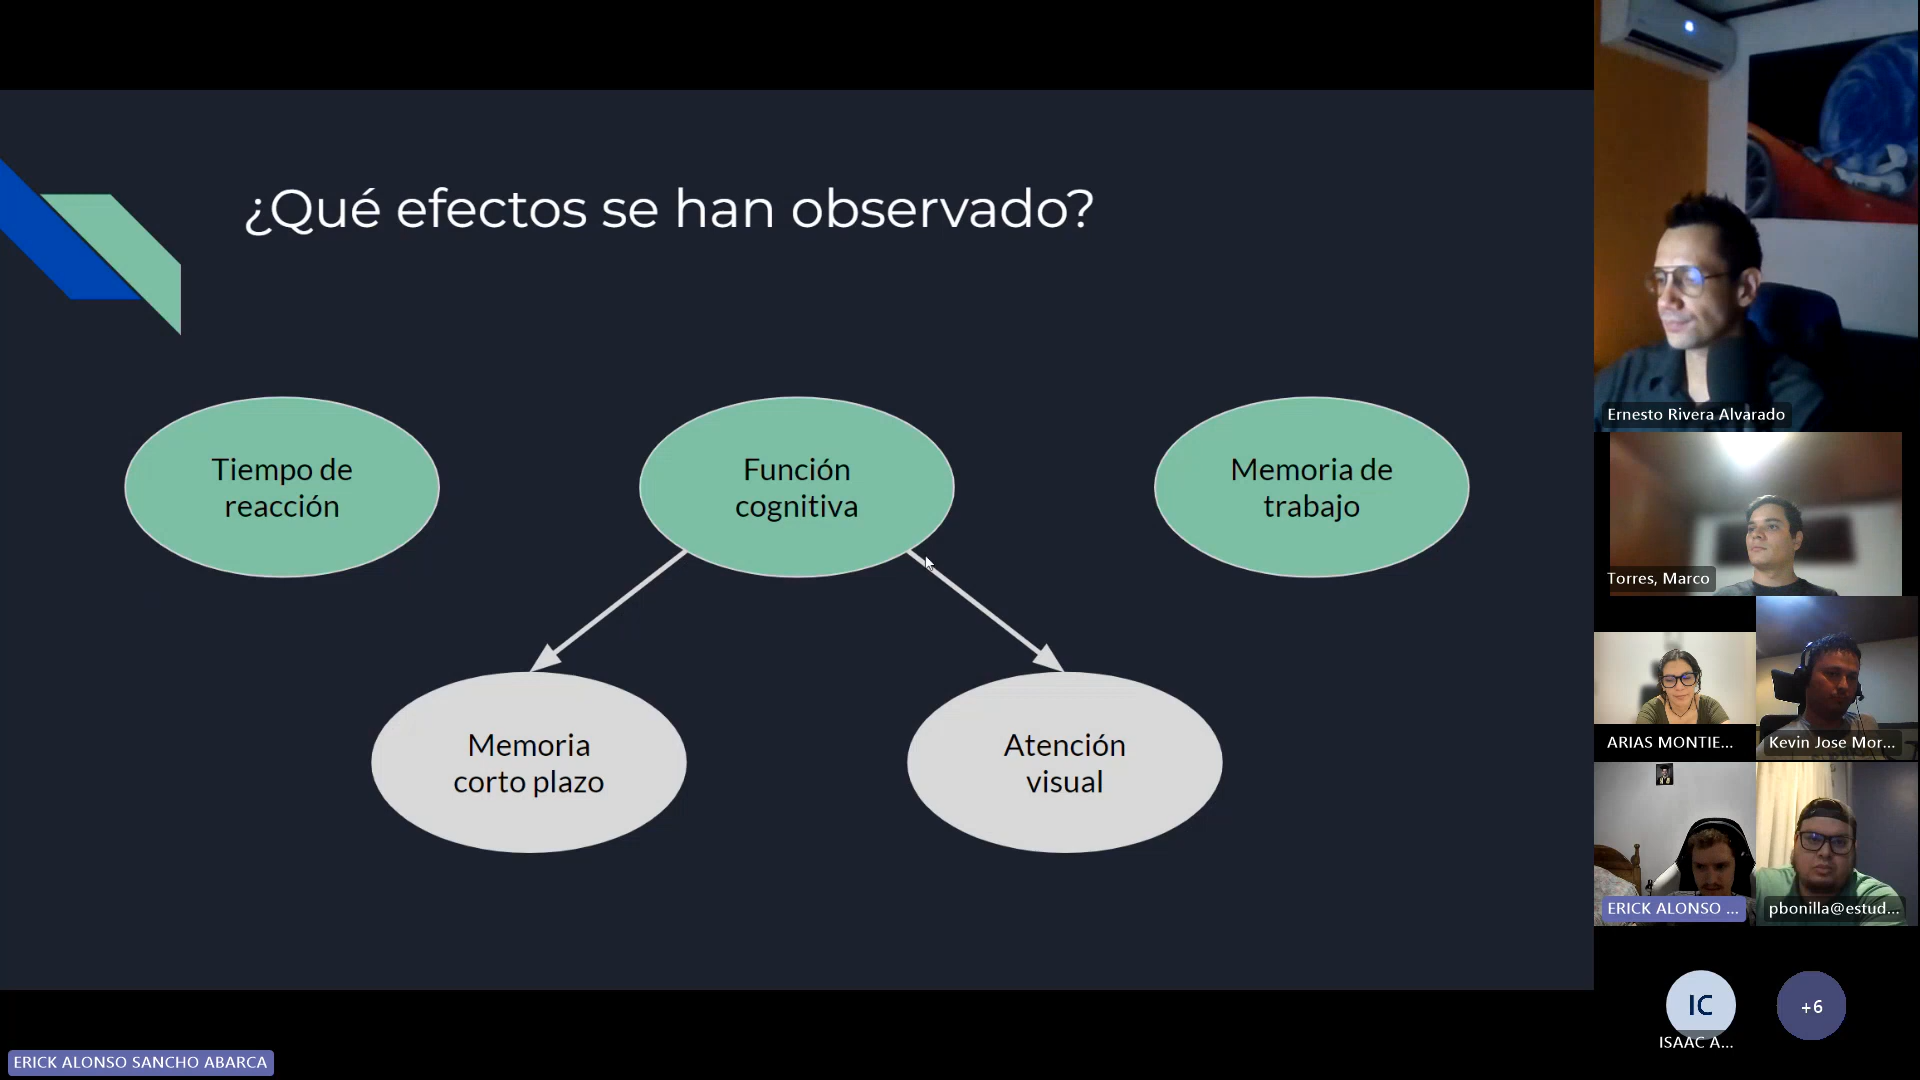 ¿Qué efectos se han observado?
Tiempo de
reacción
Función
cognitiva
Memoria de
trabajo
Memoria
corto plazo
Atención
visual
Ernesto Rivera Alvarado
Torres, Marco
ARIAS MONTIE...
Kevin Jose Mor...
ERICK ALONSO ...
pbonilla@estud...
IC
+6
ISAAC A...
ERICK ALONSO SANCHO ABARCA